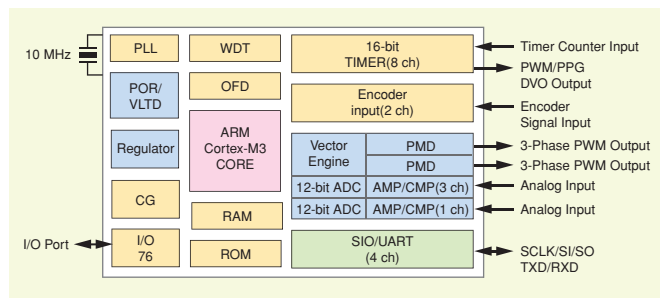 10 MHz
PLL
WDT
16-bit
TIMER(8 ch)
Timer Counter Input
PWM/PPG
DVO Output
POR/
VLTD
OFD
Encoder
input(2 ch)
Encoder
Signal Input
Regulator
ARM
Cortex-M3
CORE
Vector
Engine
PMD
3-Phase PWM Output
PMD
3-Phase PWM Output
12-bit ADC
AMP/CMP(3 ch)
Analog Input
12-bit ADC
AMP/CMP(1 ch)
Analog Input
CG
RAM
I/O Port
I/O
76
ROM
SIO/UART
(4 ch)
SCLK/SI/SO
TXD/RXD